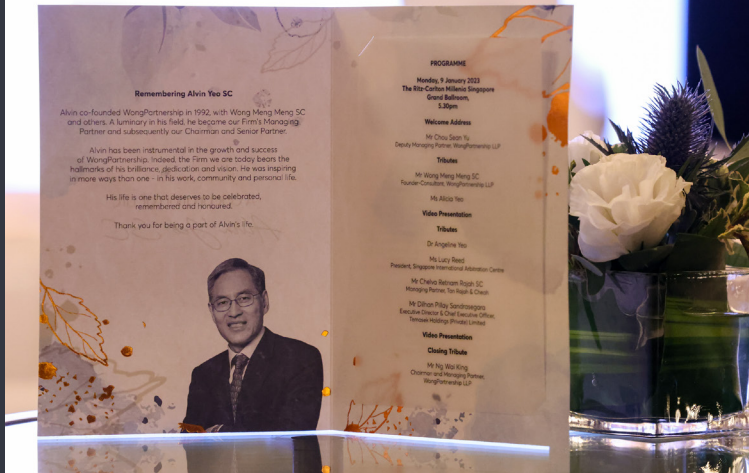 Remembering Alvin Yeo SC
Alvin co-founded WongPartnership in 1992, with Wong Meng Meng SC
and others. A luminary in his field, he became our Firm's Managing
Partner and subsequently our Chairman and Senior Partner.
Alvin has been instrumental in the growth and success
of WongPartnership. Indeed, the Firm we are today bears the
hallmarks of his brilliance, dedication and vision. He was inspiring
in more ways than one - in his work, community and personal life.
His life is one that deserves to be celebrated,
remembered and honoured.
Thank you for being a part of Alvin's life.
PROGRAMME
Monday, 9 January 2023
The Ritz-Carlton Millenia Singapore
Grand Ballroom,
5.30pm
Welcome Address
Mr Chou Sean Yu
Deputy Managing Partner, WongPartnership LLP
Tributes
Mr Wong Meng Meng SC
Founder-Consultant, WongPartnership LLP
Ms Alicia Yeo
Video Presentation
Tributes
Dr Angeline Yeo
Ms Lucy Reed
President, Singapore International Arbitration Centre
Mr Chelva Retnam Rajah SC
Managing Partner, Tan Rajah & Cheah
Mr Dilhan Pillay Sandrasegara
Executive Director & Chief Executive Officer,
Temasek Holdings (Private) Limited
Video Presentation
Closing Tribute
Mr Ng Wai King
Chairman and Managing Partner,
WongPartnership LLP